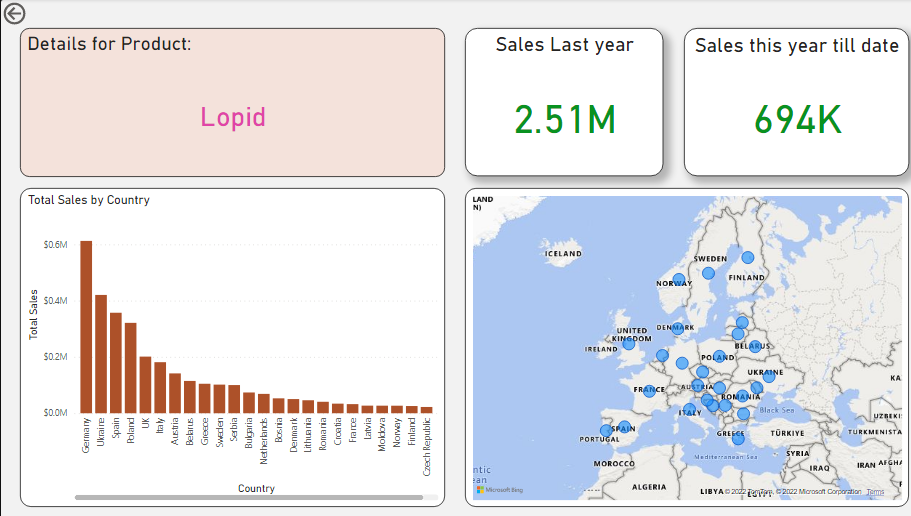 Details for Product:
Lopid
Sales Last year
2.51M
Sales this year till date
694K
Total Sales by Country
Total Sales
$0.6M
$0.4M
$0.2M
$0.0M
Germany
Ukraine
Spain
Poland
UK
Italy
Austria
Belarus
Greece
Sweden
Serbia
Bulgaria
Netherlands
Bosnia
Denmark
Lithuania
Romania
Croatia
France
Latvia
Moldova
Norway
Finland
Czech Republic
Country
LAND
N)
ICELAND
SWEDEN
NORWAY
FINLAND
UNITED
KINGDOM
DENMARK
IRELAND
BELARUS
POLAND
UKRAINE
KA
FRANCE
AUSTRIA
ROMANIA
ITALY
Black Sea
UZBEKI
SPAIN
PORTUGAL
GREECE
TÜRKIYE
TURKMENISTA
Mediterranean Sea
SYRIA
MOROCCO
IRAQ
IRAN
AFGHA
ntic
ean
ALGERIA
LIBYA
EGYPT
Microsoft Bing
© 2022 TomTom, © 2022 Microsoft Corporation Terms